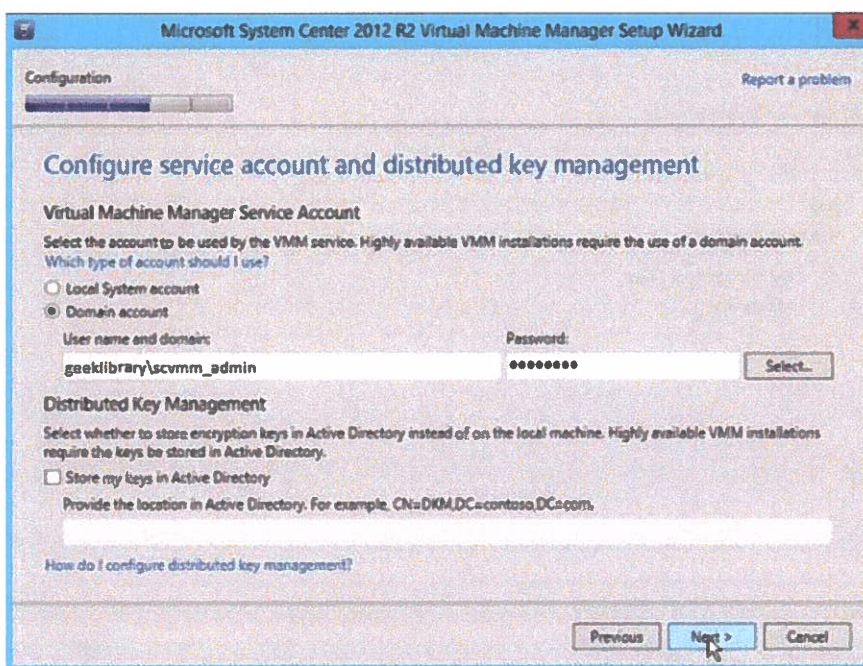 Microsoft System Center 2012 R2 Virtual Machine Manager Setup Wizard
Configuration
Report a problem
Configure service account and distributed key management
Virtual Machine Manager Service Account
Select the account to be used by the VMM service. Highly available VMM installations require the use of a domain account.
Which type of account should I use?
Local System account
Domain account
User name and domain:
Password:
geeklibrary\scvmm_admin
••••••••
Select...
Distributed Key Management
Select whether to store encryption keys in Active Directory instead of on the local machine. Highly available VMM installations
require the keys be stored in Active Directory.
Store my keys in Active Directory
Provide the location in Active Directory. For example, CN=DKM,DC=contoso,DC=com.
How do I configure distributed key management?
Previous
Next >
Cancel